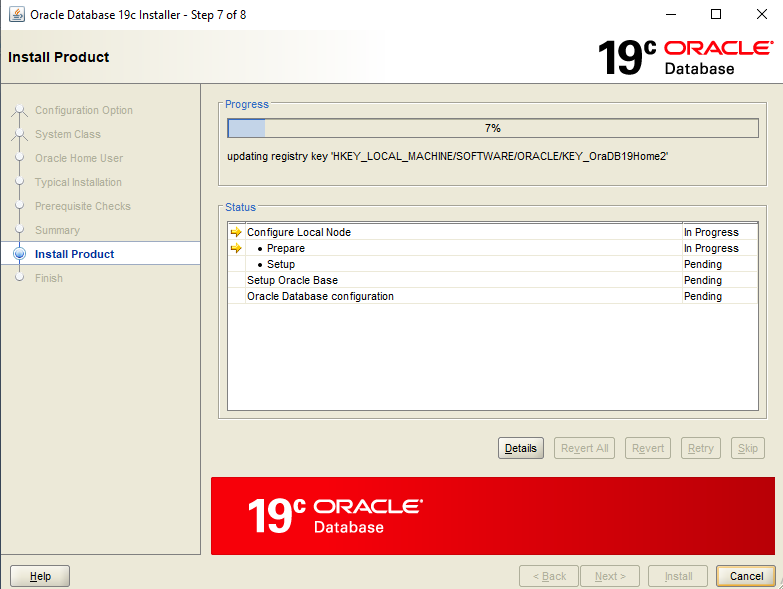 Oracle Database 19c Installer - Step 7 of 8
Install Product
19c ORACLE
Database
Configuration Option
System Class
Oracle Home User
Typical Installation
Prerequisite Checks
Summary
Install Product
Finish
Progress
7%
updating registry key 'HKEY_LOCAL_MACHINE/SOFTWARE/ORACLE/KEY_OraDB19Home2'
Status
Configure Local Node In Progress
• Prepare In Progress
• Setup Pending
Setup Oracle Base Pending
Oracle Database configuration Pending
Details Revert All Revert Retry Skip
19c ORACLE
Database
Help < Back Next > Install Cancel